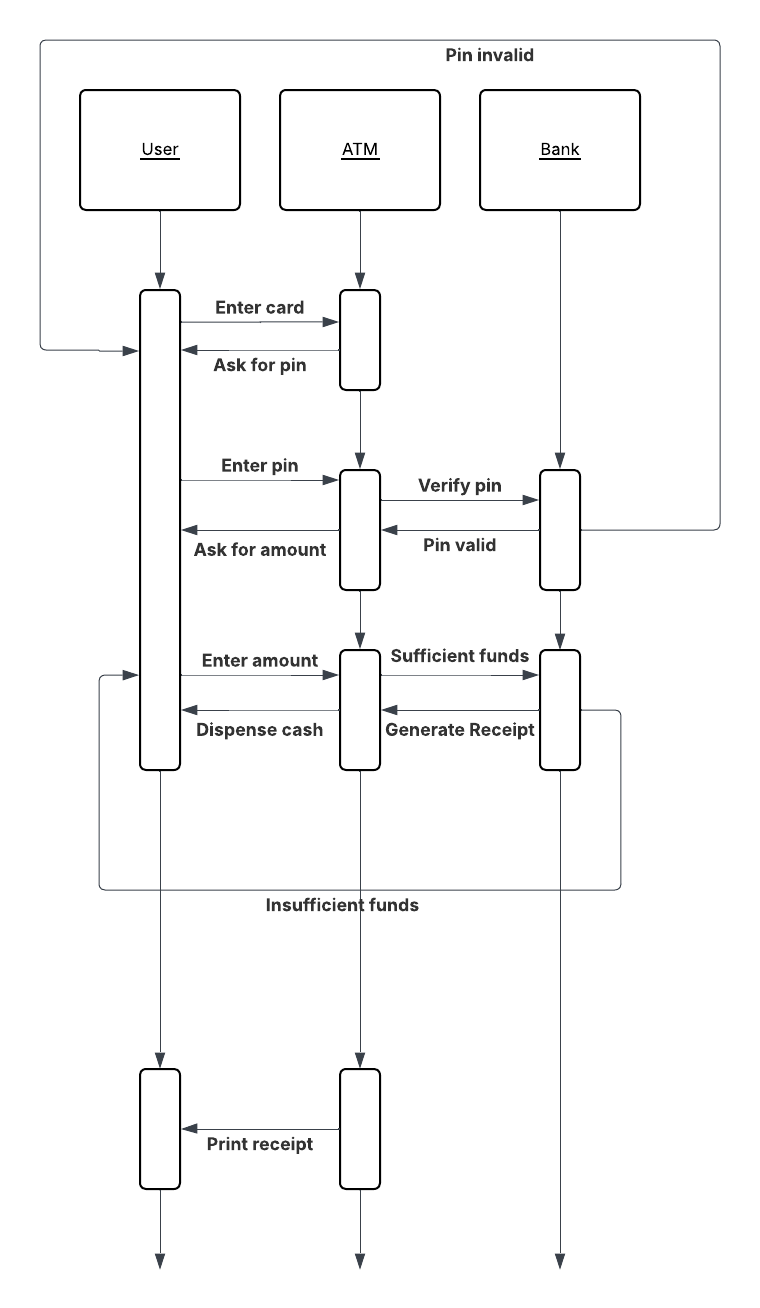 Pin invalid
User
ATM
Bank
Enter card
Ask for pin
Enter pin
Verify pin
Ask for amount
Pin valid
Enter amount
Sufficient funds
Dispense cash
Generate Receipt
Insufficient funds
Print receipt